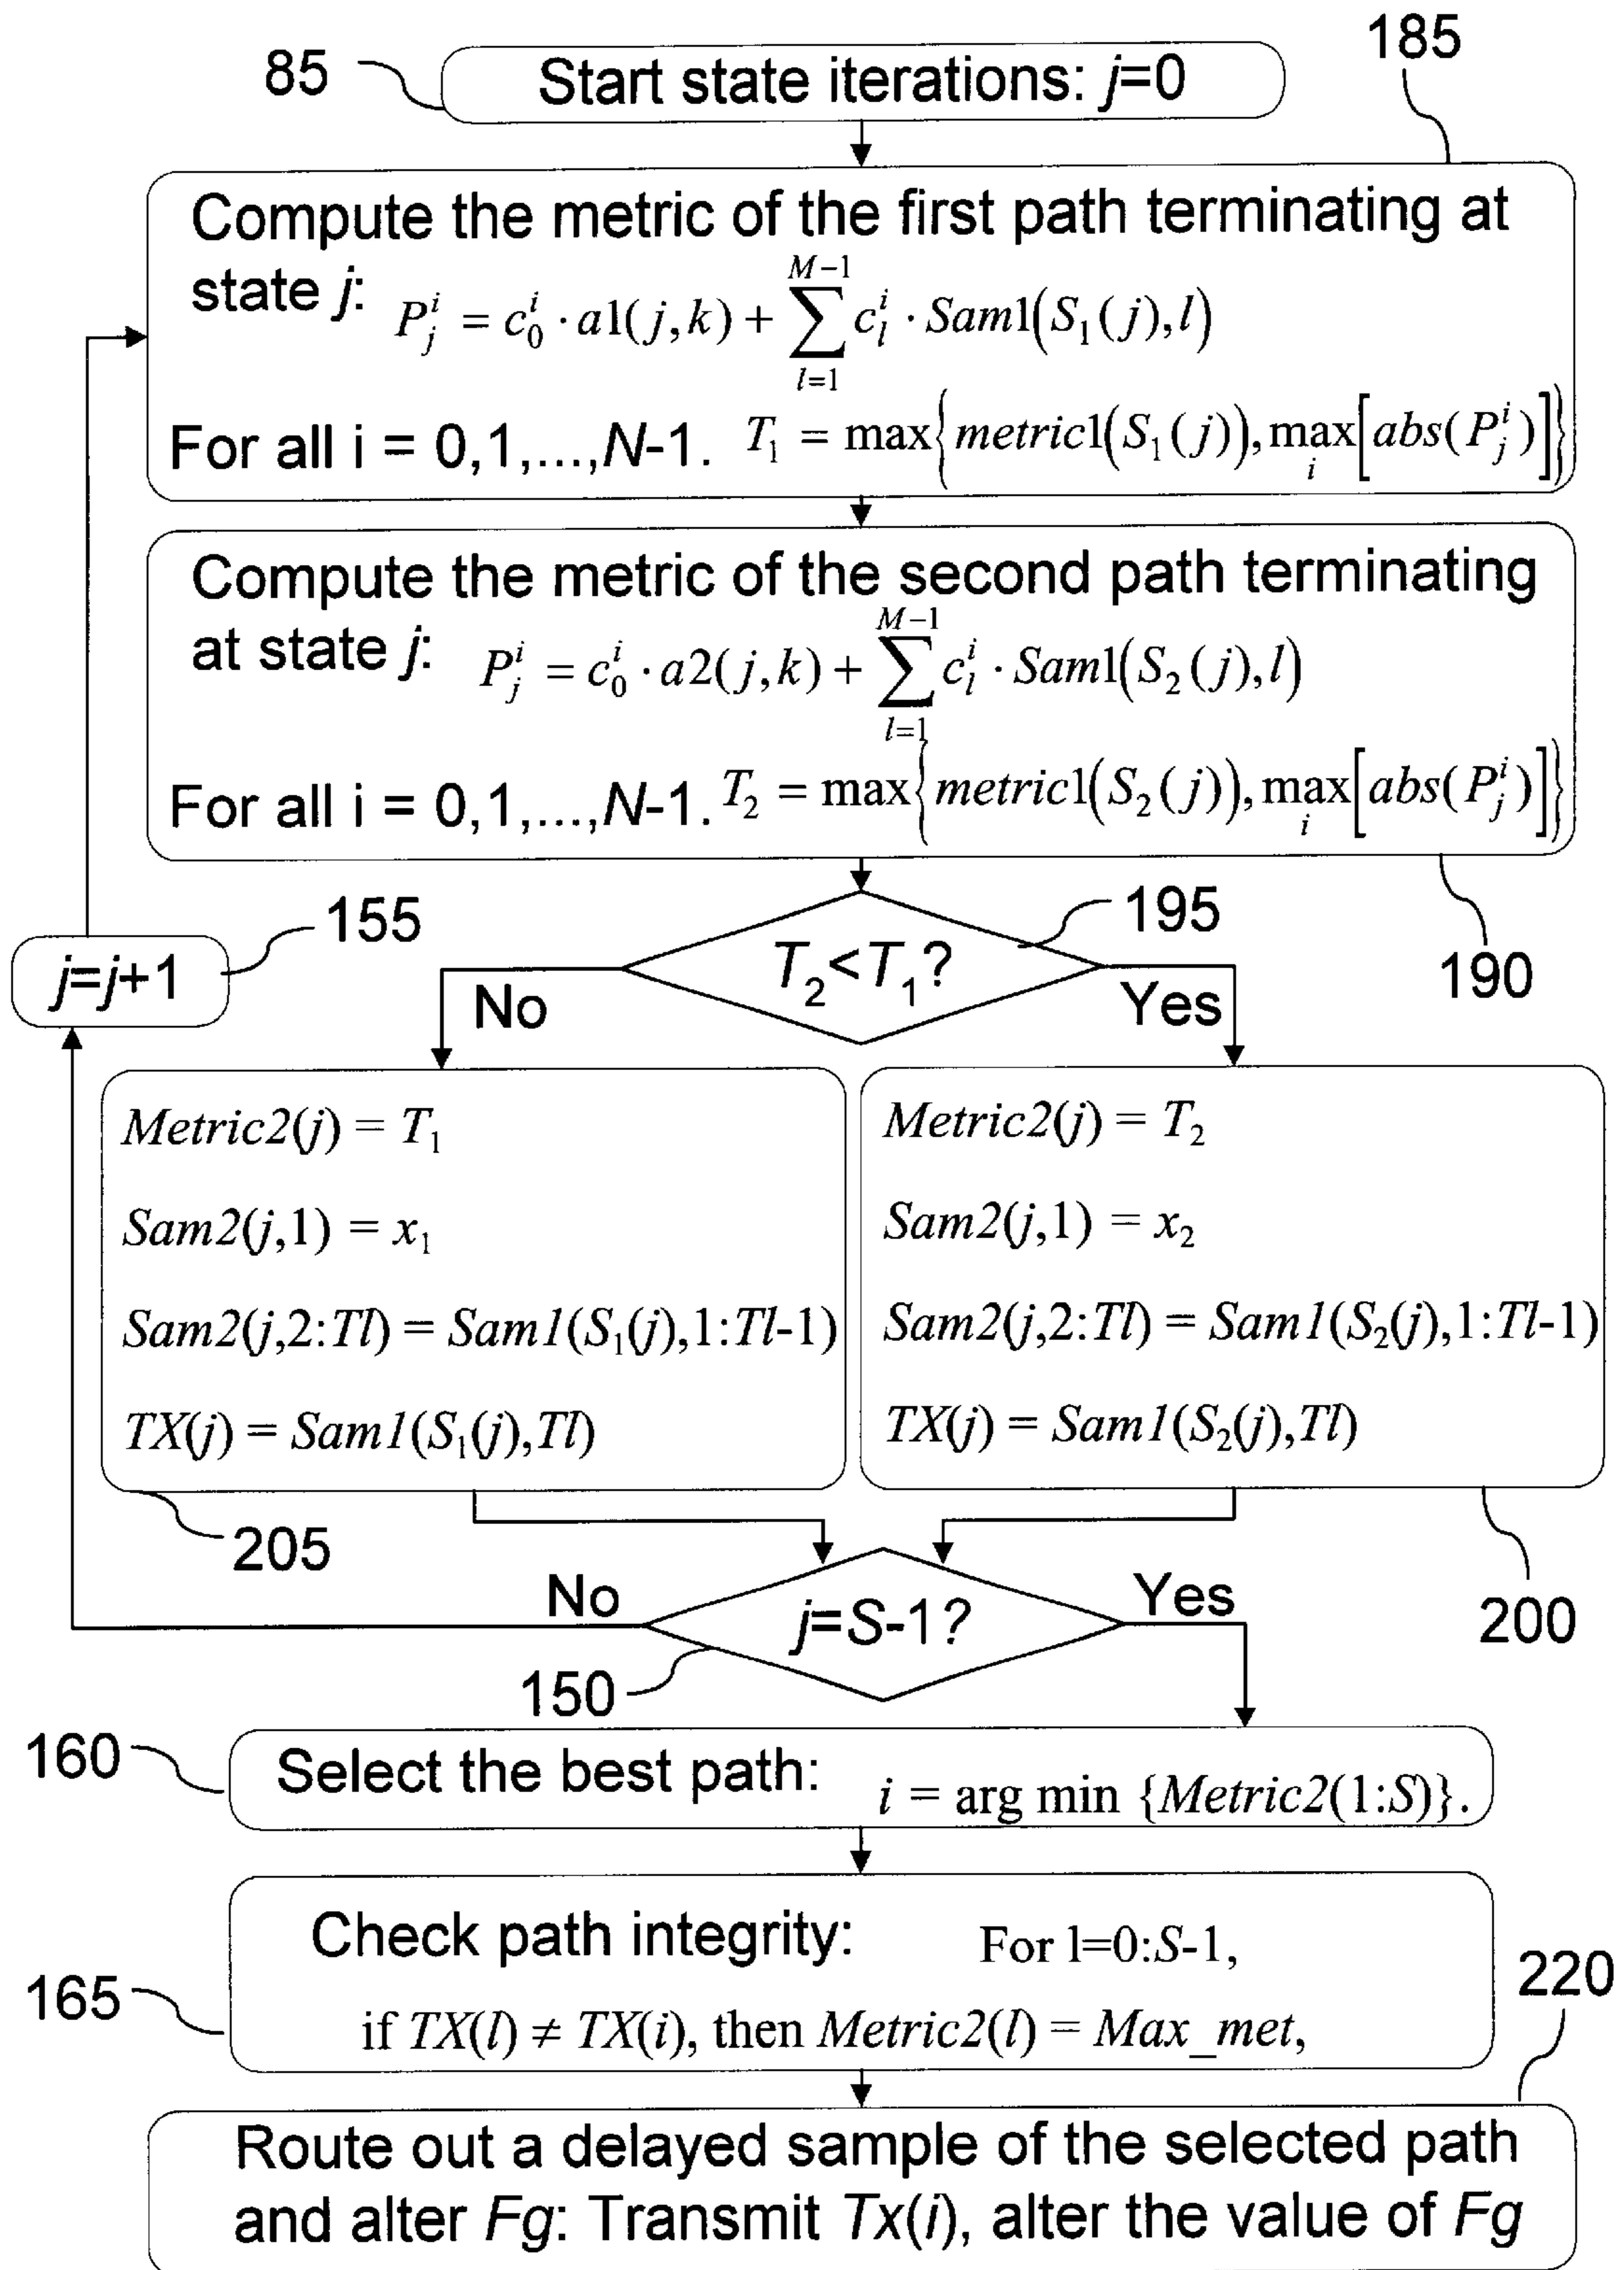 85
Start state iterations: j=0
185
Compute the metric of the first path terminating at
state j: P_j^i = c_0^i · a1(j,k) + ∑_{l=1}^{M−1} c_l^i · Sam1(S_1(j),l)
For all i = 0,1,...,N-1. T_1 = max{metric1(S_1(j)), max_i[abs(P_j^i)]}
Compute the metric of the second path terminating
at state j: P_j^i = c_0^i · a2(j,k) + ∑_{l=1}^{M−1} c_l^i · Sam1(S_2(j),l)
For all i = 0,1,...,N-1. T_2 = max{metric1(S_2(j)), max_i[abs(P_j^i)]}
190
155
j=j+1
195
T_2<T_1?
No
Yes
Metric2(j) = T_1
Sam2(j,1) = x_1
Sam2(j,2:Tl) = Sam1(S_1(j),1:Tl-1)
TX(j) = Sam1(S_1(j),Tl)
205
Metric2(j) = T_2
Sam2(j,1) = x_2
Sam2(j,2:Tl) = Sam1(S_2(j),1:Tl-1)
TX(j) = Sam1(S_2(j),Tl)
200
No
j=S-1?
Yes
150
160
Select the best path: i = arg min {Metric2(1:S)}.
Check path integrity: For l=0:S-1,
165
if TX(l) ≠ TX(i), then Metric2(l) = Max_met,
220
Route out a delayed sample of the selected path
and alter Fg: Transmit Tx(i), alter the value of Fg